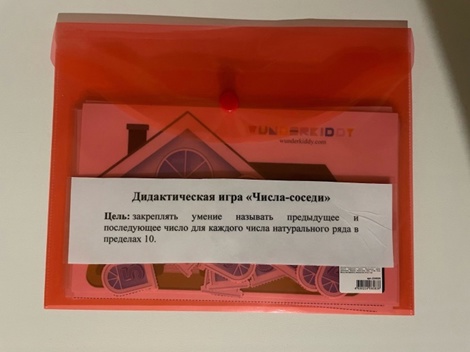 WUNDERKIDDY
wunderkiddy.com
Дидактическая игра «Числа-соседи»
Цель: закреплять умение называть предыдущее и
последующее число для каждого числа натурального ряда в
пределах 10.